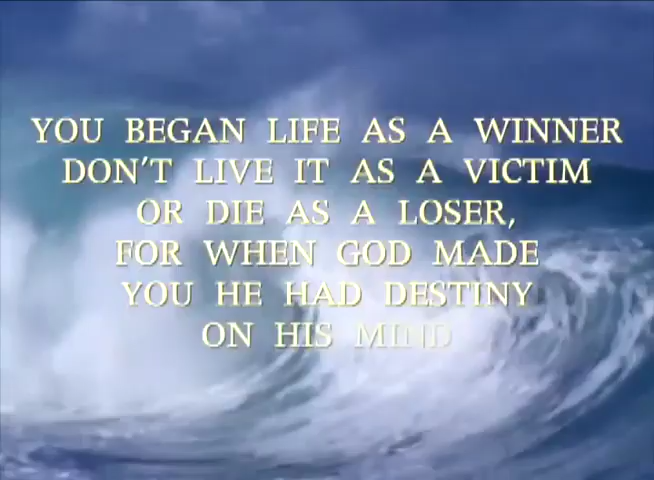 YOU BEGAN LIFE AS A WINNER
DON'T LIVE IT AS A VICTIM
OR DIE AS A LOSER,
FOR WHEN GOD MADE
YOU HE HAD DESTINY
ON HIS MIND